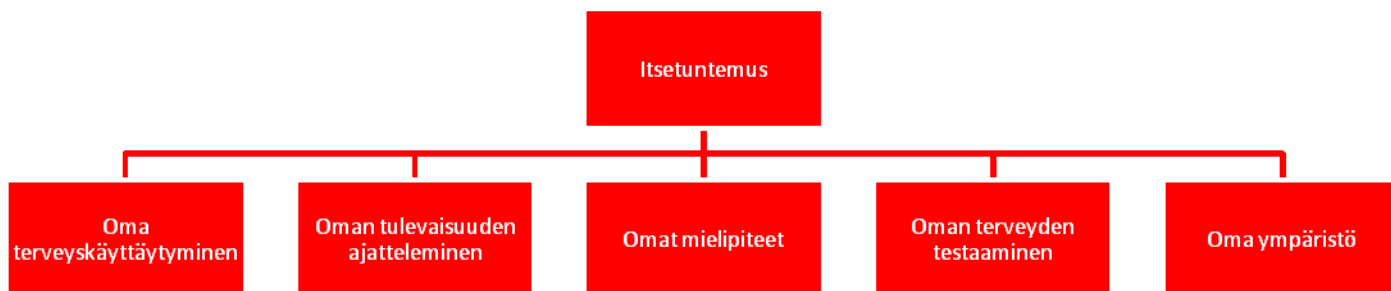 Itsetuntemus
Oma
terveyskäyttäytyminen
Oman tulevaisuuden
ajatteleminen
Omat mielipiteet
Oman terveyden
testaaminen
Oma ympäristö